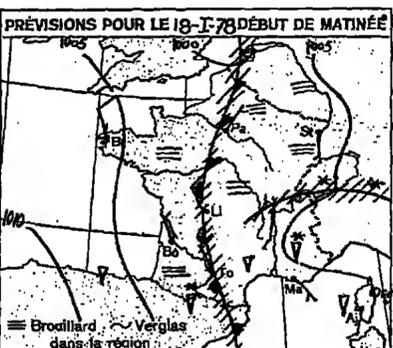 PRÉVISIONS POUR LE 18-I-78 DÉBUT DE MATINÉE
1005 1000 1005
Br Pa St
Li
1010
Bo To
Ma
Aj
Brouillard Verglas
dans la région